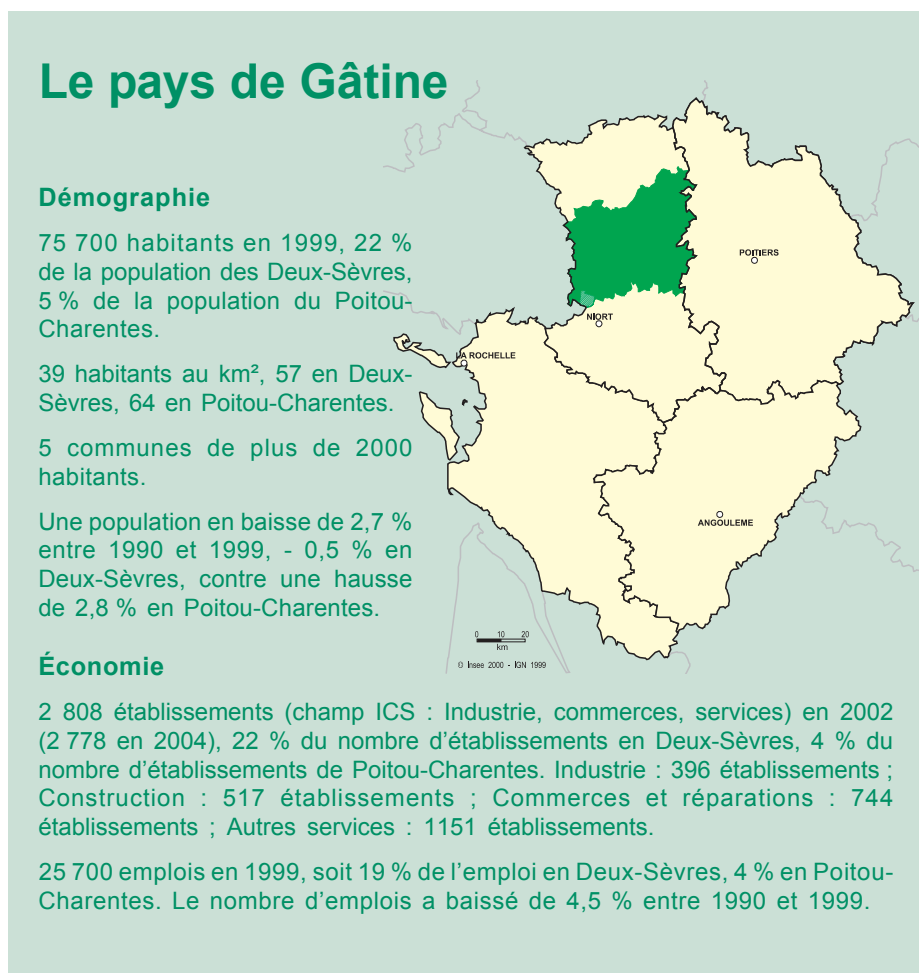 Le pays de Gâtine
Démographie
75 700 habitants en 1999, 22 %
de la population des Deux-Sèvres,
5 % de la population du Poitou-
Charentes.
39 habitants au km², 57 en Deux-
Sèvres, 64 en Poitou-Charentes.
5 communes de plus de 2000
habitants.
Une population en baisse de 2,7 %
entre 1990 et 1999, - 0,5 % en
Deux-Sèvres, contre une hausse
de 2,8 % en Poitou-Charentes.
POITIERS
NIORT
LA ROCHELLE
ANGOULEME
0 10 20
km
© Insee 2000 - IGN 1999
Économie
2 808 établissements (champ ICS : Industrie, commerces, services) en 2002
(2 778 en 2004), 22 % du nombre d'établissements en Deux-Sèvres, 4 % du
nombre d'établissements de Poitou-Charentes. Industrie : 396 établissements ;
Construction : 517 établissements ; Commerces et réparations : 744
établissements ; Autres services : 1151 établissements.
25 700 emplois en 1999, soit 19 % de l'emploi en Deux-Sèvres, 4 % en Poitou-
Charentes. Le nombre d'emplois a baissé de 4,5 % entre 1990 et 1999.